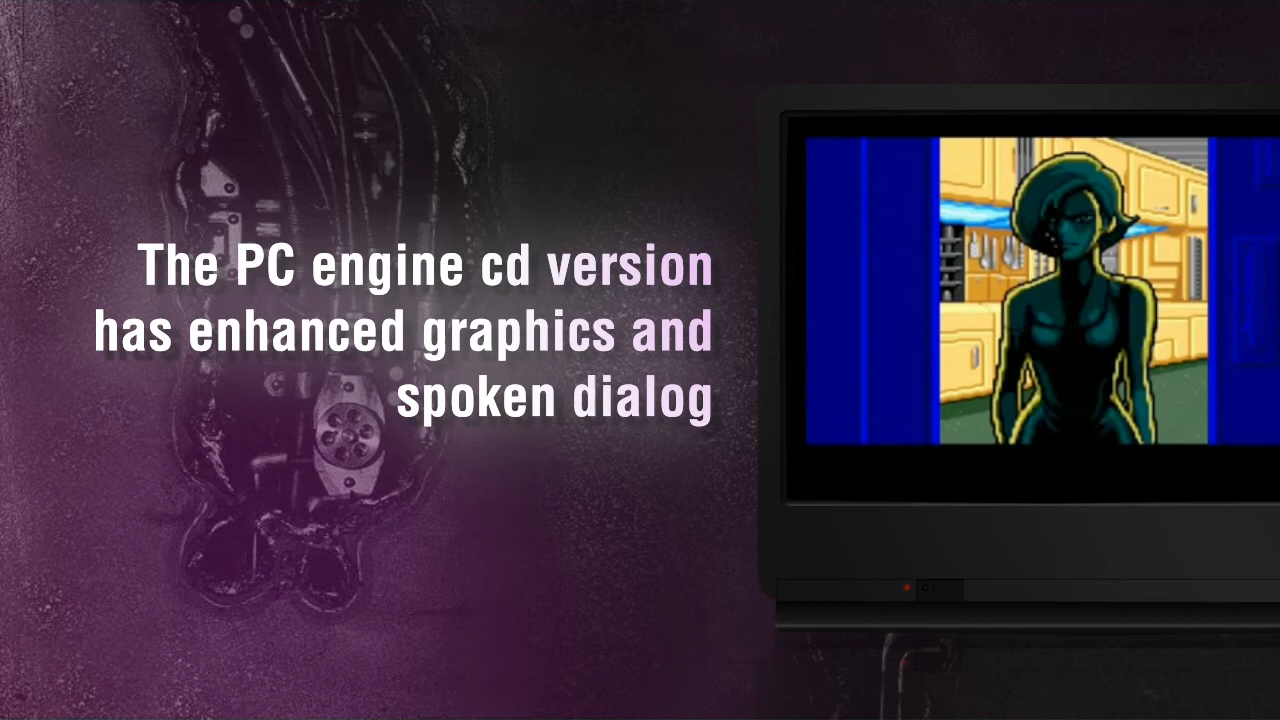 The PC engine cd version
has enhanced graphics and
spoken dialog